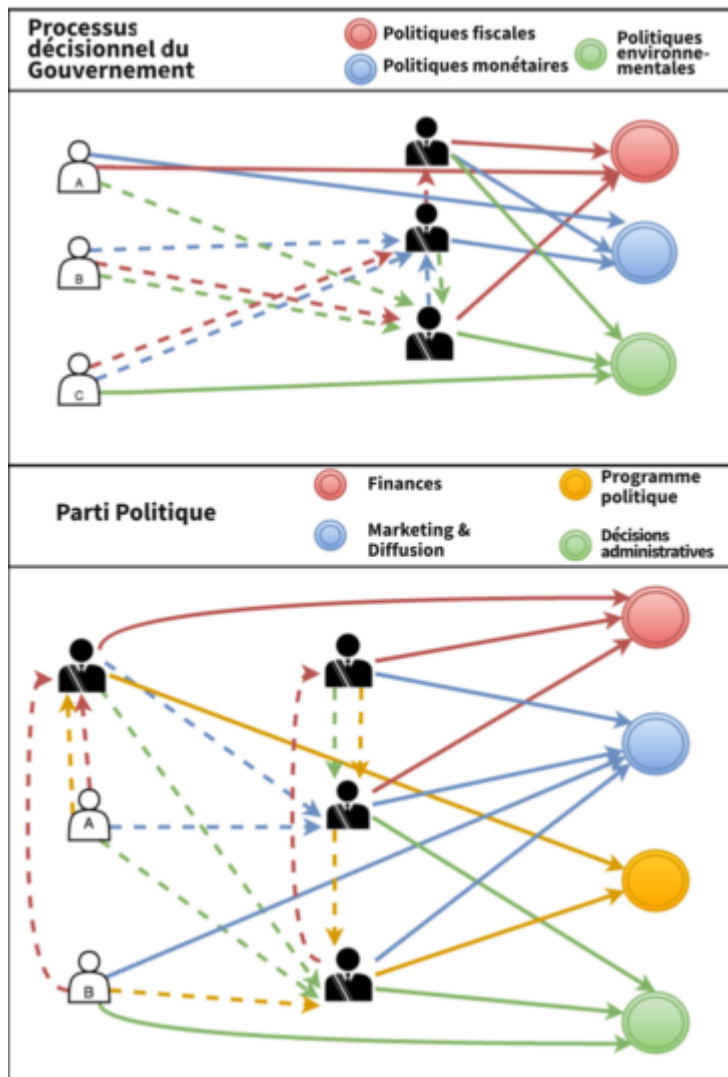 Processus
décisionnel du
Gouvernement
Politiques fiscales
Politiques monétaires
Politiques
environne-
mentales
A
B
C
Parti Politique
Finances
Marketing &
Diffusion
Programme
politique
Décisions
administratives
A
B